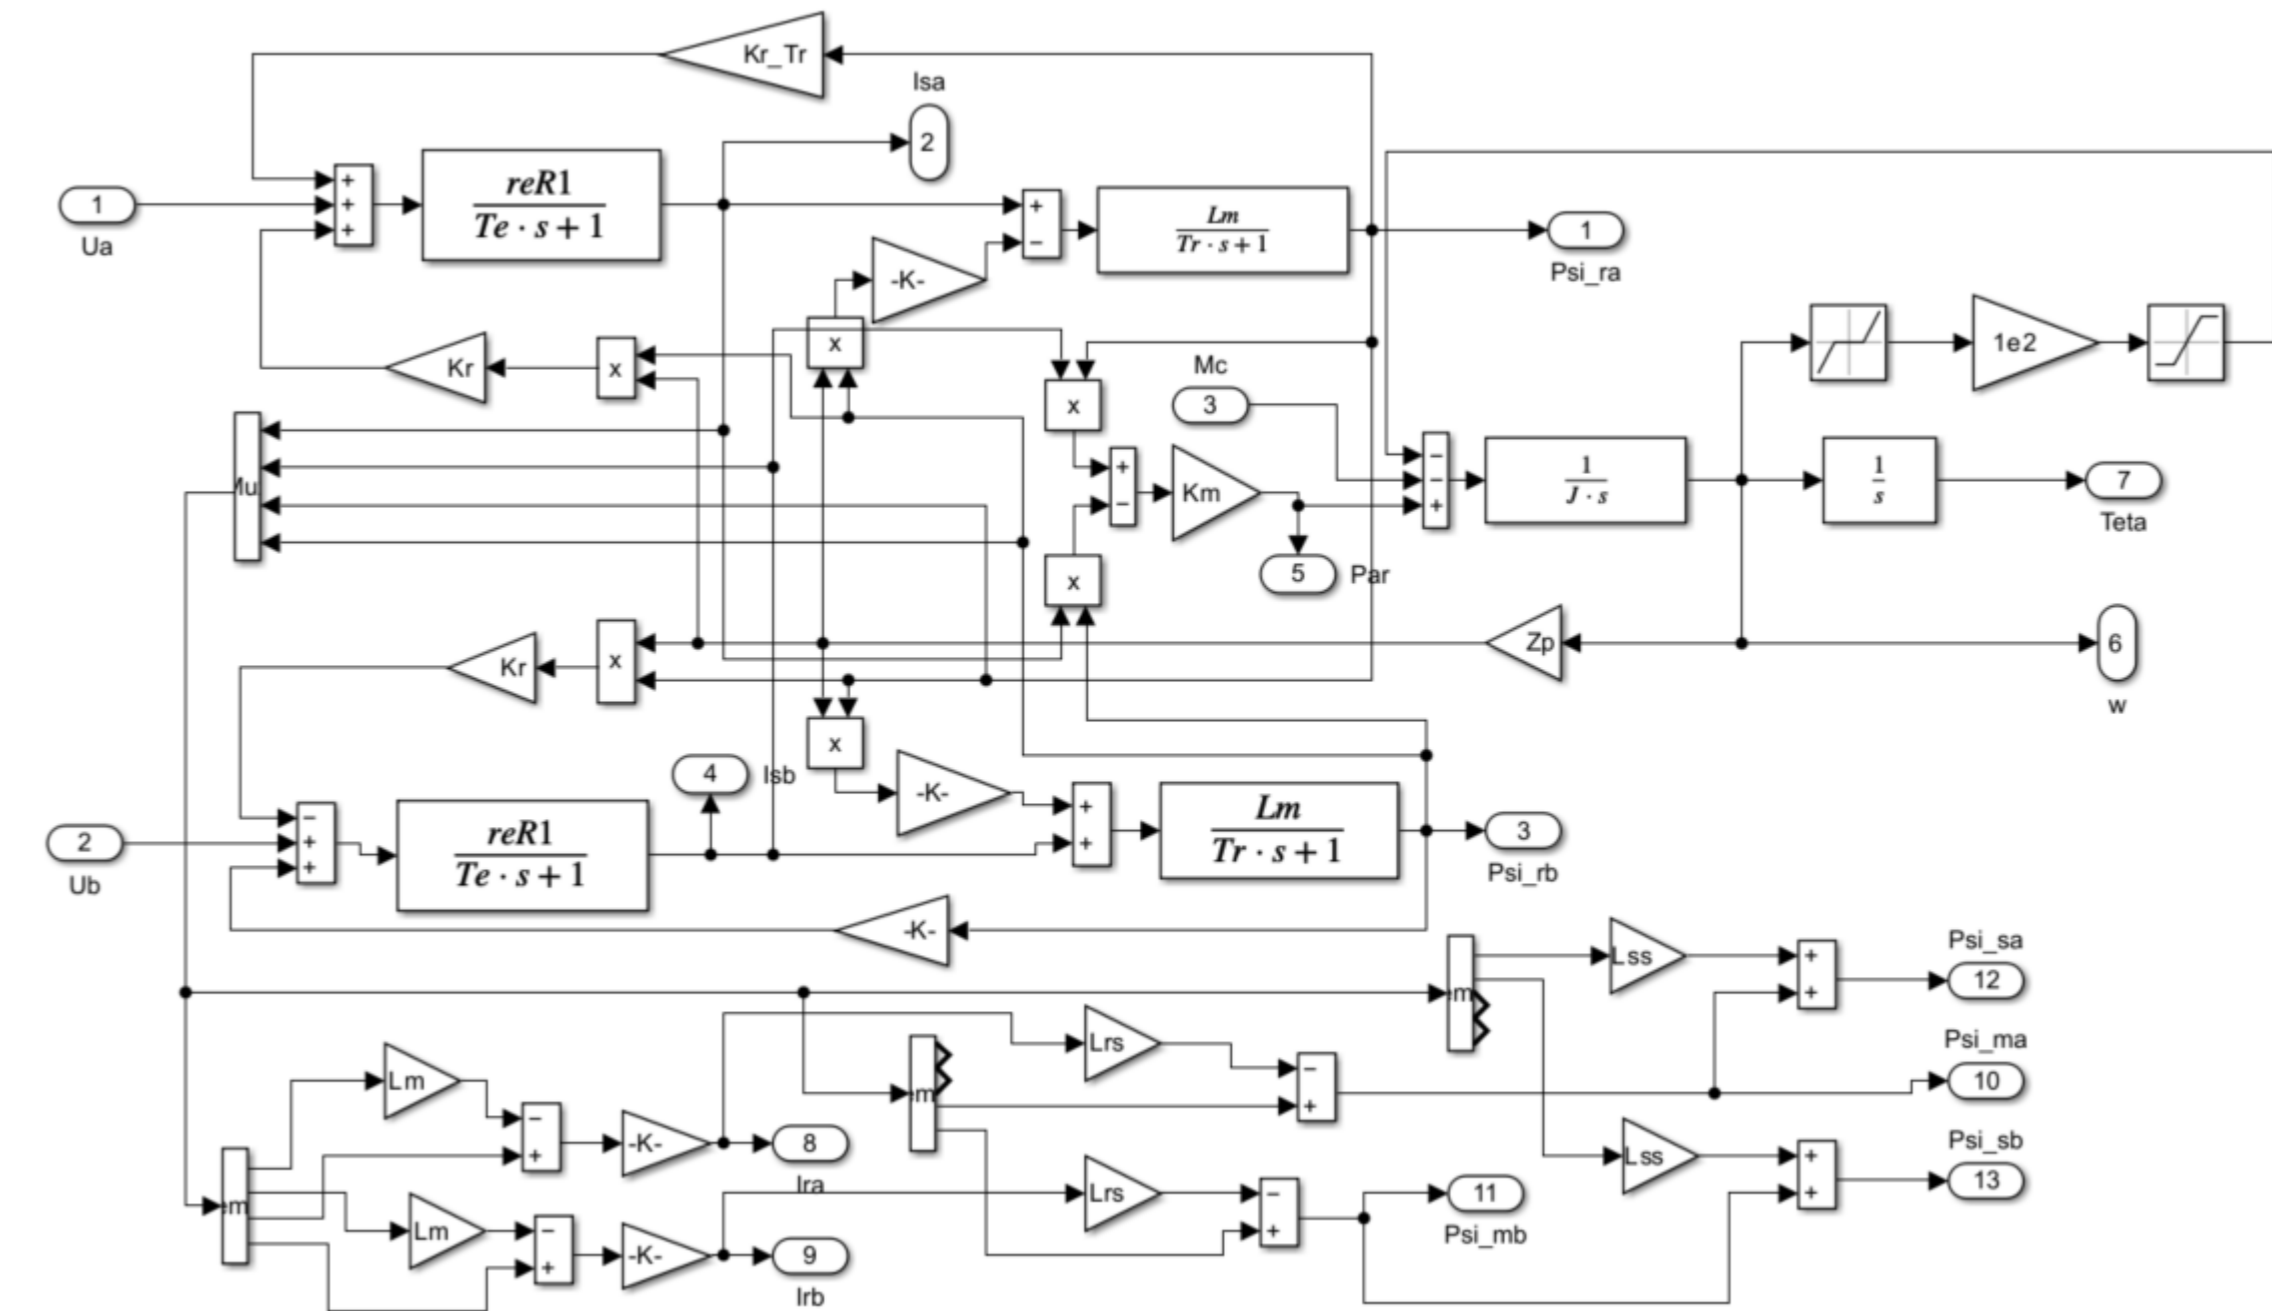 Kr_Tr
Isa
2
+
+
+
reR1
Te · s + 1
1
Ua
+
−
Lm
Tr · s + 1
1
Psi_ra
-K-
x
Kr
x
x
Mc
3
1e2
+
−
Km
−
−
+
1
J · s
1
s
7
Teta
5
Par
x
Kr
x
Zp
6
w
x
4
Isb
-K-
+
+
Lm
Tr · s + 1
3
Psi_rb
−
+
+
2
Ub
reR1
Te · s + 1
-K-
Lss
+
+
Psi_sa
12
Lrs
−
+
Psi_ma
10
Lm
−
+
-K-
8
Ira
Lss
+
+
Psi_sb
13
Lrs
−
+
11
Psi_mb
Lm
−
+
-K-
9
Irb